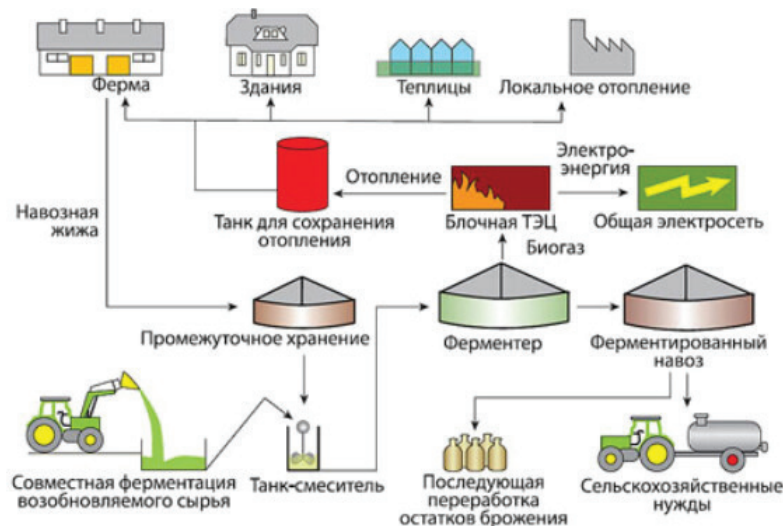 Ферма
Здания
Теплицы
Локальное отопление
Навозная
жижа
Танк для сохранения
отопления
Отопление
Блочная ТЭЦ
Электро-
энергия
Общая электросеть
Биогаз
Промежуточное хранение
Ферментер
Ферментированный
навоз
Совместная ферментация
возобновляемого сырья
Танк-смеситель
Последующая
переработка
остатков брожения
Сельскохозяйственные
нужды